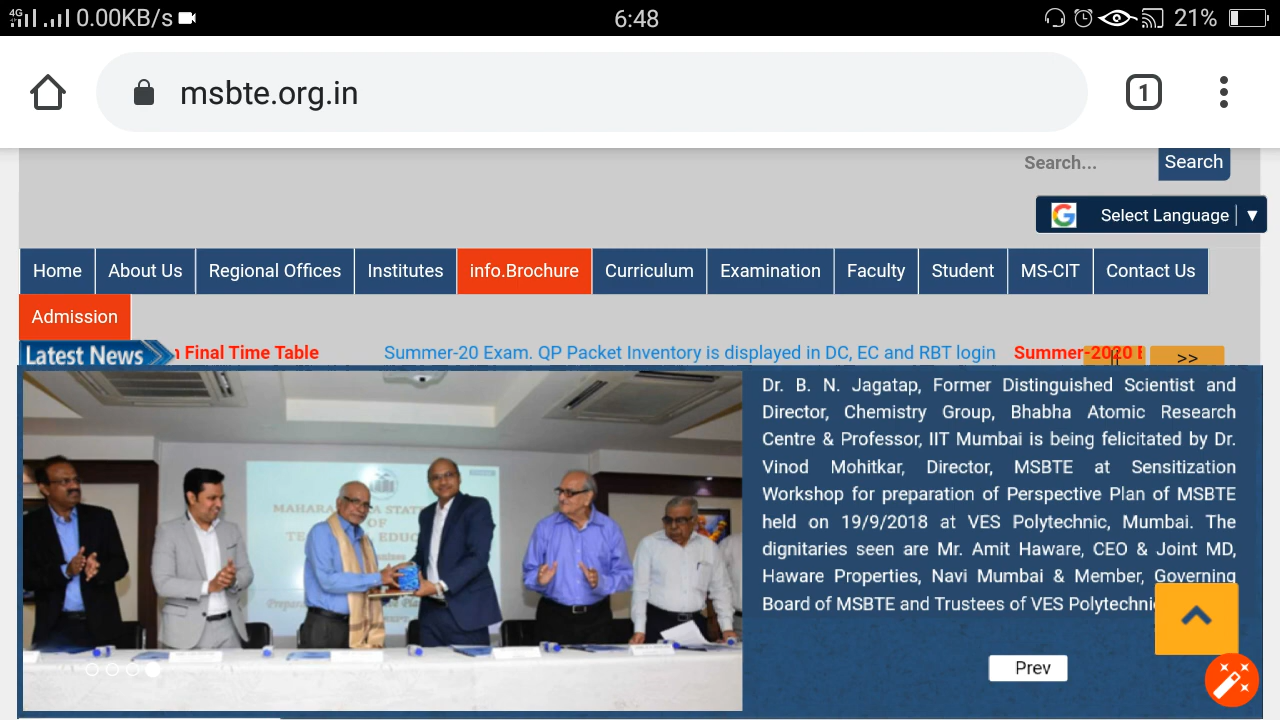 4G 0.00KB/s 6:48 21%
msbte.org.in 1
Search... Search
Select Language ▼
Home About Us Regional Offices Institutes info.Brochure Curriculum Examination Faculty Student MS-CIT Contact Us
Admission
Latest News Final Time Table Summer-20 Exam. QP Packet Inventory is displayed in DC, EC and RBT login Summer-2020 || >>
Dr. B. N. Jagatap, Former Distinguished Scientist and
Director, Chemistry Group, Bhabha Atomic Research
Centre & Professor, IIT Mumbai is being felicitated by Dr.
Vinod Mohitkar, Director, MSBTE at Sensitization
Workshop for preparation of Perspective Plan of MSBTE
held on 19/9/2018 at VES Polytechnic, Mumbai. The
dignitaries seen are Mr. Amit Haware, CEO & Joint MD,
Haware Properties, Navi Mumbai & Member, Governing
Board of MSBTE and Trustees of VES
MAHARA STAT
OF
EDUC
Prev